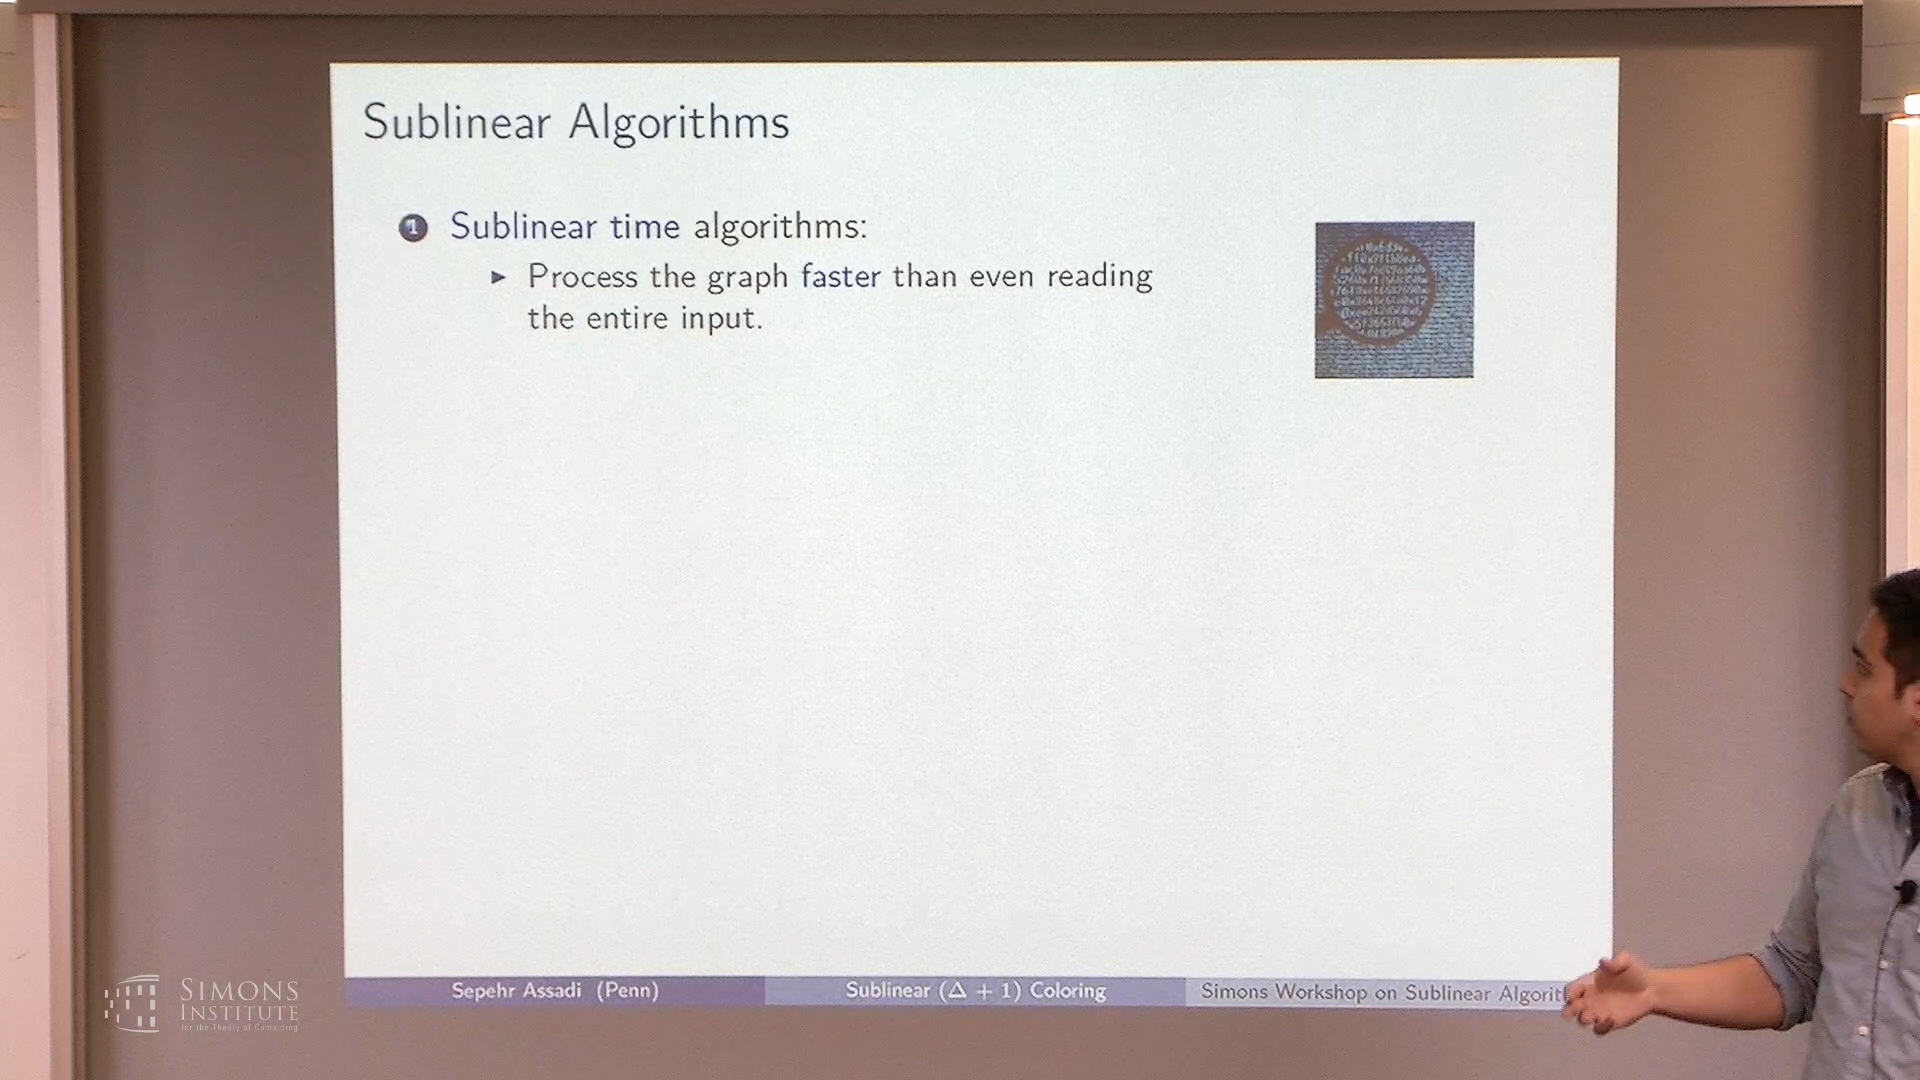 Sublinear Algorithms
1 Sublinear time algorithms:
► Process the graph faster than even reading
the entire input.
Sepehr Assadi (Penn)
Sublinear (Δ + 1) Coloring
Simons Workshop on Sublinear
SIMONS
INSTITUTE
for the Theory of Computing